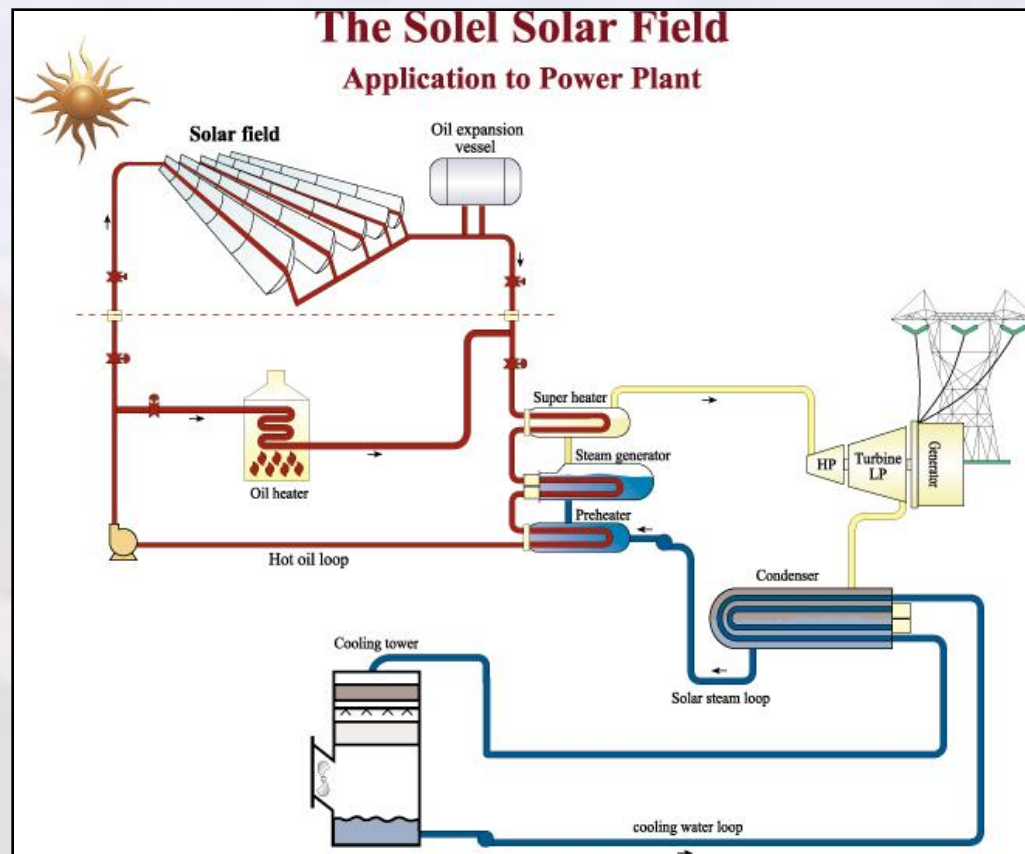 The Solel Solar Field
Application to Power Plant
Solar field
Oil expansion
vessel
Super heater
Steam generator
Oil heater
Preheater
Hot oil loop
HP
Turbine
LP
Generator
Condenser
Cooling tower
Solar steam loop
cooling water loop